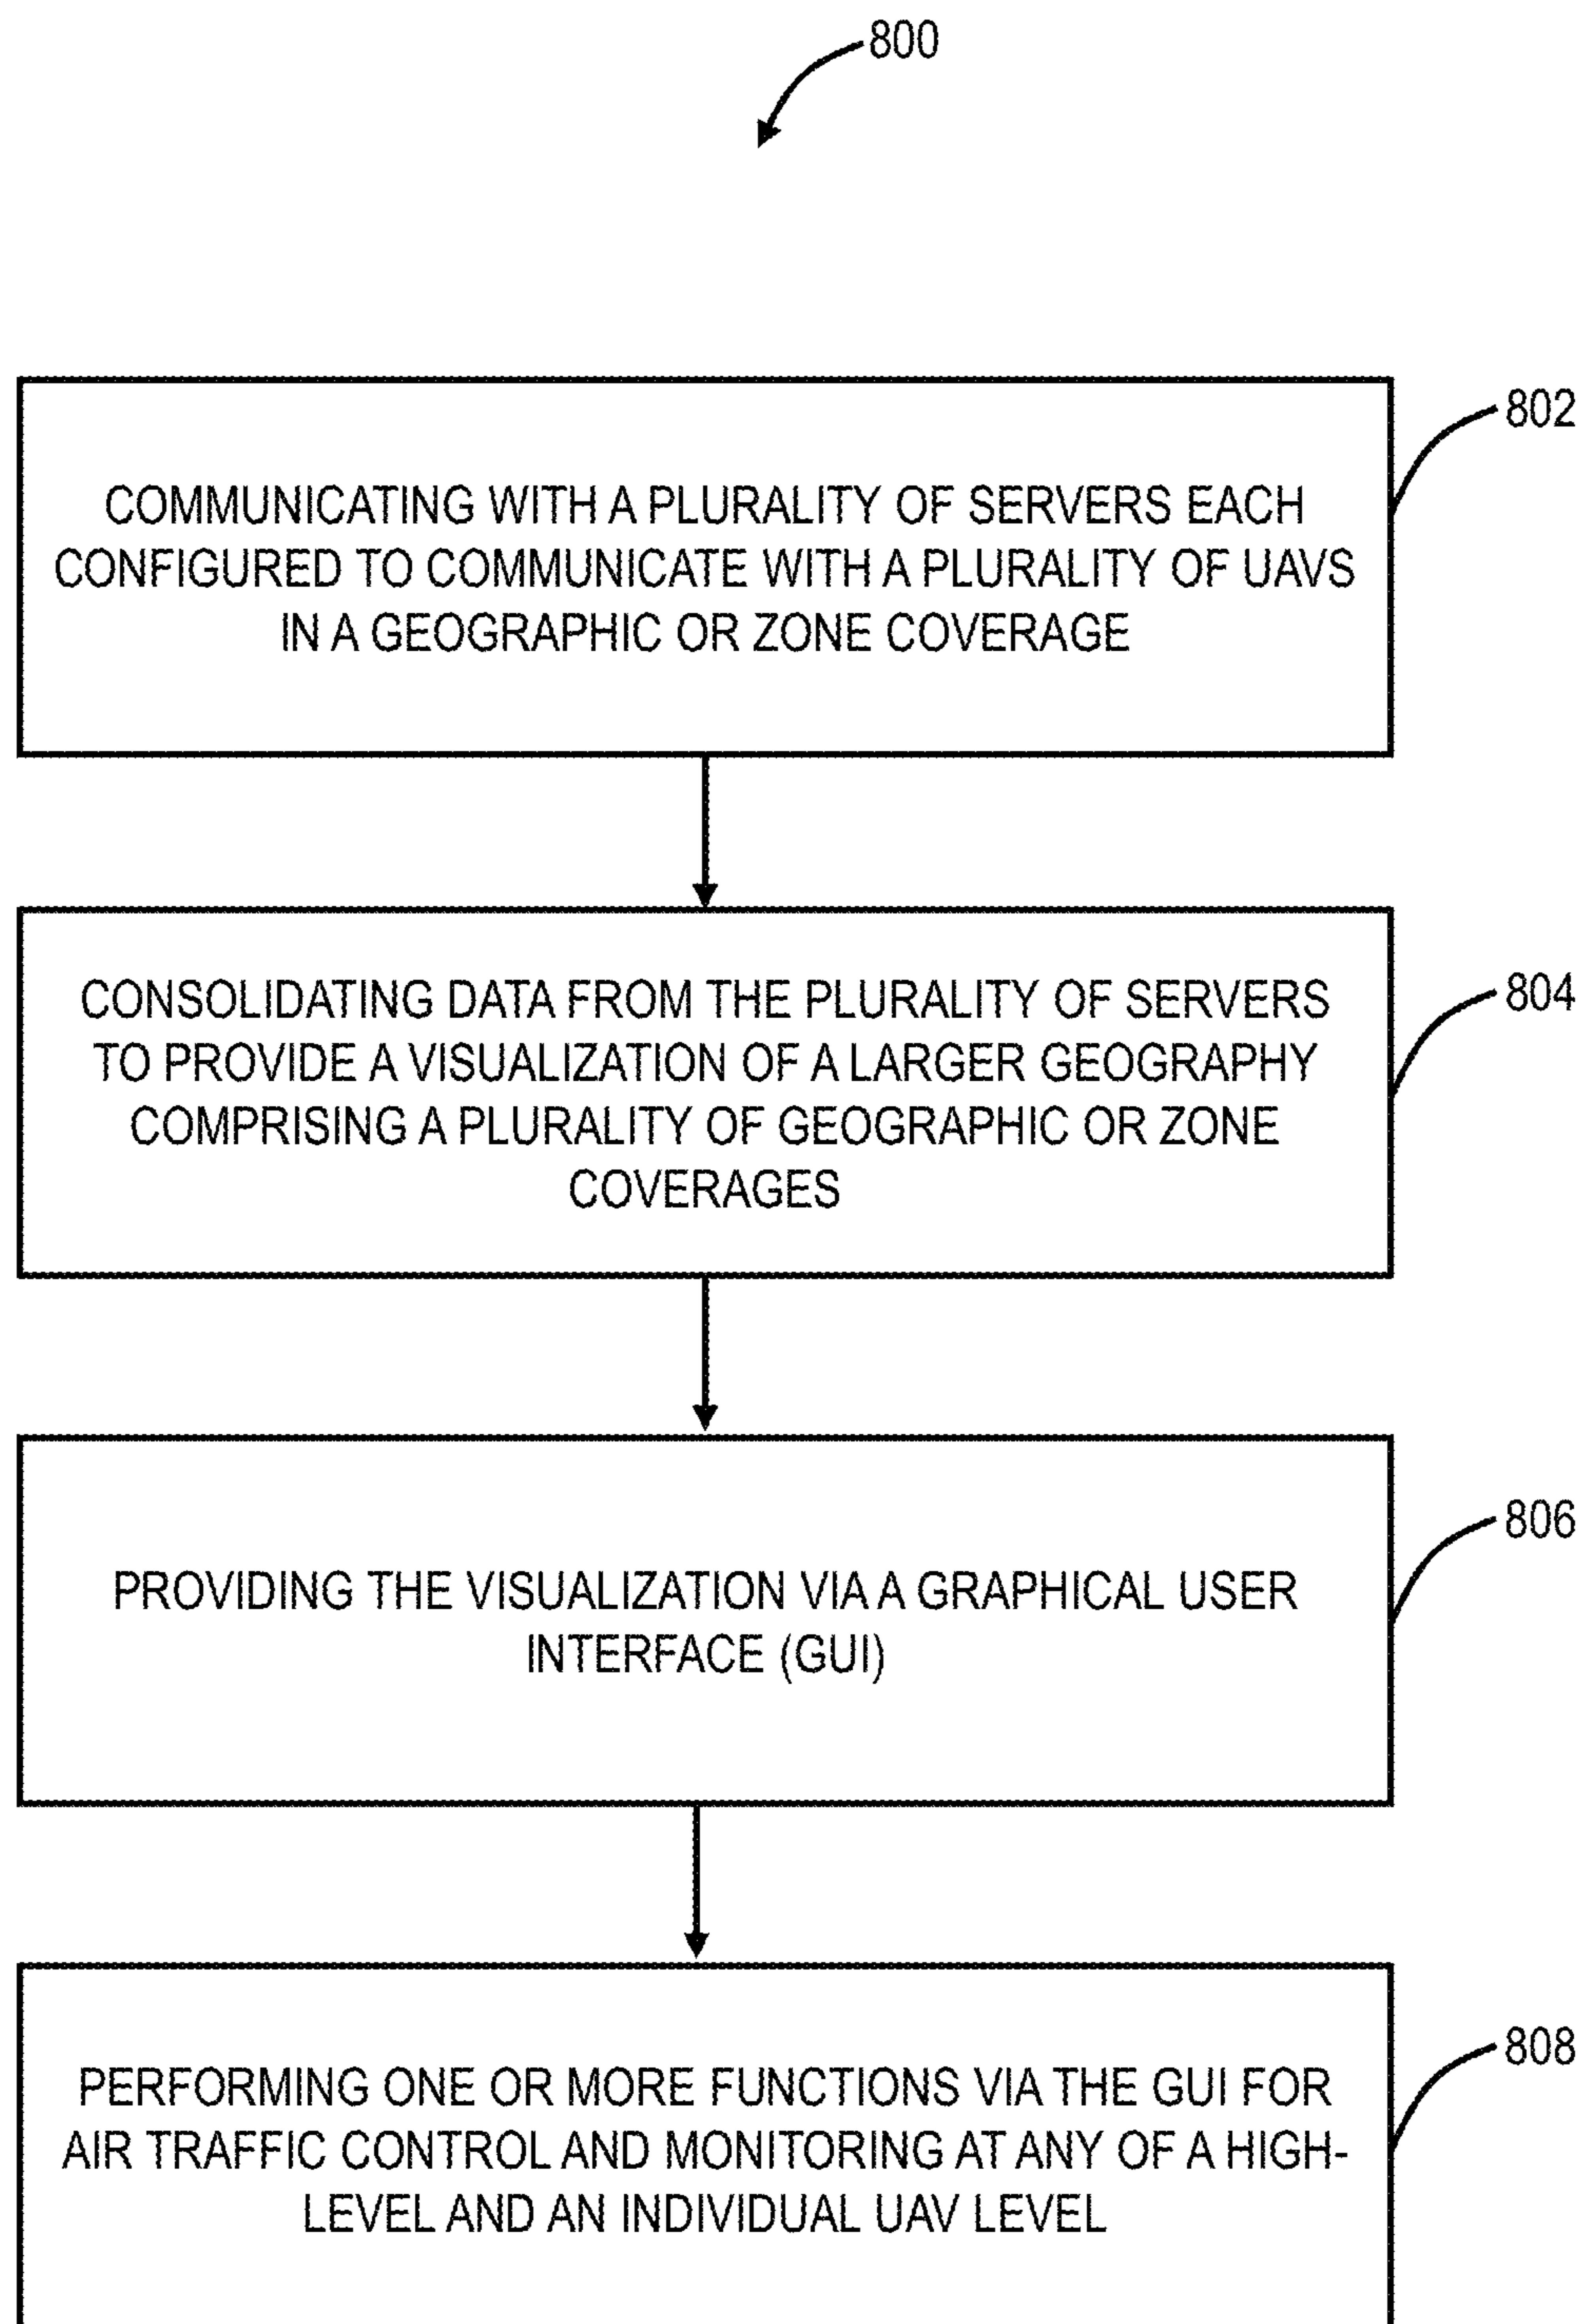 800
802
COMMUNICATING WITH A PLURALITY OF SERVERS EACH
CONFIGURED TO COMMUNICATE WITH A PLURALITY OF UAVS
IN A GEOGRAPHIC OR ZONE COVERAGE
804
CONSOLIDATING DATA FROM THE PLURALITY OF SERVERS
TO PROVIDE A VISUALIZATION OF A LARGER GEOGRAPHY
COMPRISING A PLURALITY OF GEOGRAPHIC OR ZONE
COVERAGES
806
PROVIDING THE VISUALIZATION VIA A GRAPHICAL USER
INTERFACE (GUI)
808
PERFORMING ONE OR MORE FUNCTIONS VIA THE GUI FOR
AIR TRAFFIC CONTROL AND MONITORING AT ANY OF A HIGH-
LEVEL AND AN INDIVIDUAL UAV LEVEL